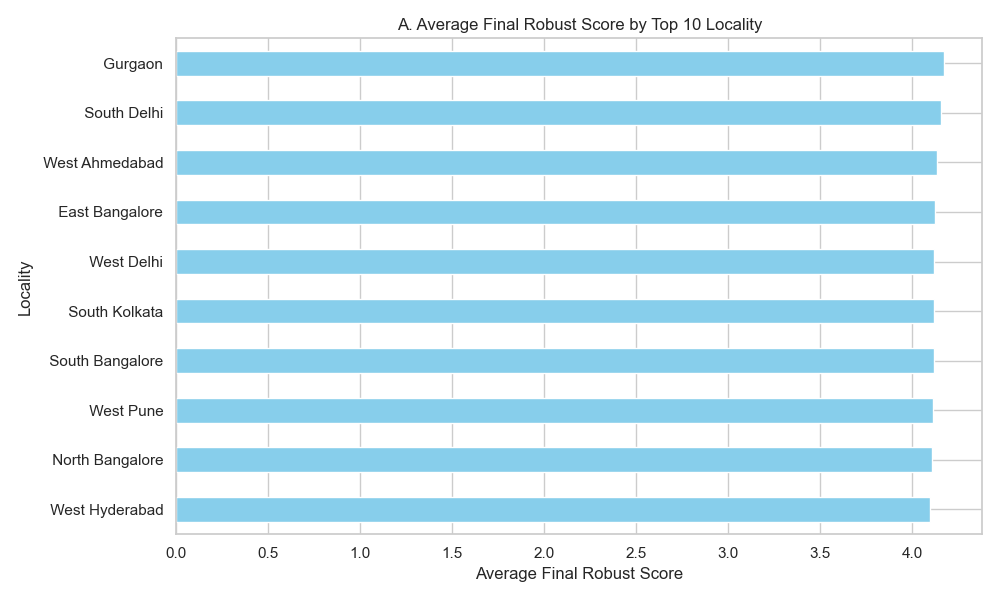 A. Average Final Robust Score by Top 10 Locality
Gurgaon
South Delhi
West Ahmedabad
East Bangalore
West Delhi
South Kolkata
South Bangalore
West Pune
North Bangalore
West Hyderabad
Locality
0.0 0.5 1.0 1.5 2.0 2.5 3.0 3.5 4.0
Average Final Robust Score